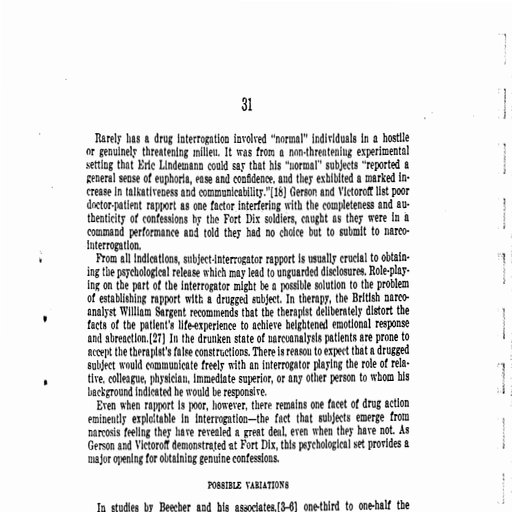 31
Rarely has a drug interrogation involved "normal" individuals in a hostile
or genuinely threatening milieu. It was from a non-threatening experimental
setting that Eric Lindemann could say that his "normal" subjects "reported a
general sense of euphoria, ease and confidence, and they exhibited a marked in-
crease in talkativeness and communicability."[18] Gerson and Victoroff list poor
doctor-patient rapport as one factor interfering with the completeness and au-
thenticity of confessions by the Fort Dix soldiers, caught as they were in a
command performance and told they had no choice but to submit to narco-
interrogation.
From all indications, subject-interrogator rapport is usually crucial to obtain-
ing the psychological release which may lead to unguarded disclosures. Role-play-
ing on the part of the interrogator might be a possible solution to the problem
of establishing rapport with a drugged subject. In therapy, the British narco-
analyst William Sargent recommends that the therapist deliberately distort the
facts of the patient's life-experience to achieve heightened emotional response
and abreaction.[27] In the drunken state of narcoanalysis patients are prone to
accept the therapist's false constructions. There is reason to expect that a drugged
subject would communicate freely with an interrogator playing the role of rela-
tive, colleague, physician, immediate superior, or any other person to whom his
background indicated he would be responsive.
Even when rapport is poor, however, there remains one facet of drug action
eminently exploitable in interrogation—the fact that subjects emerge from
narcosis feeling they have revealed a great deal, even when they have not. As
Gerson and Victoroff demonstrated at Fort Dix, this psychological set provides a
major opening for obtaining genuine confessions.
POSSIBLE VARIATIONS
In studies by Beecher and his associates,[3-6] one-third to one-half the